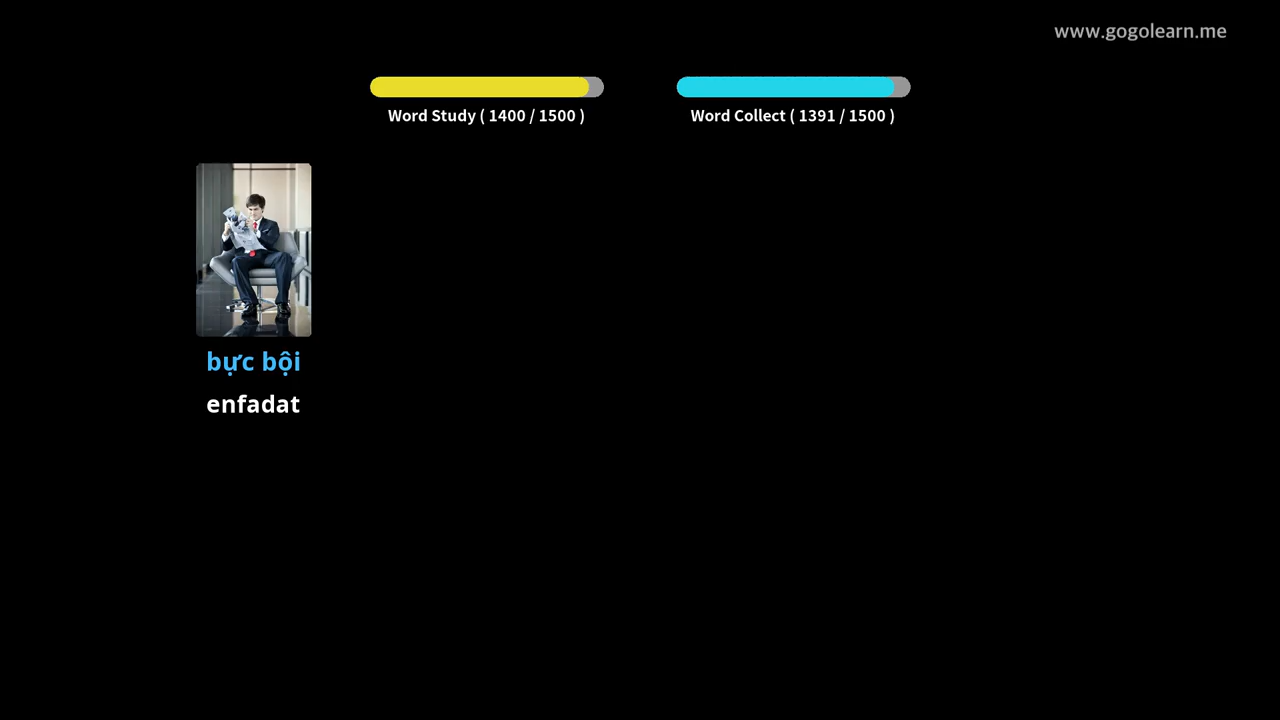 www.gogolearn.me
Word Study ( 1400 / 1500 )
Word Collect ( 1391 / 1500 )
bực bội
enfadat